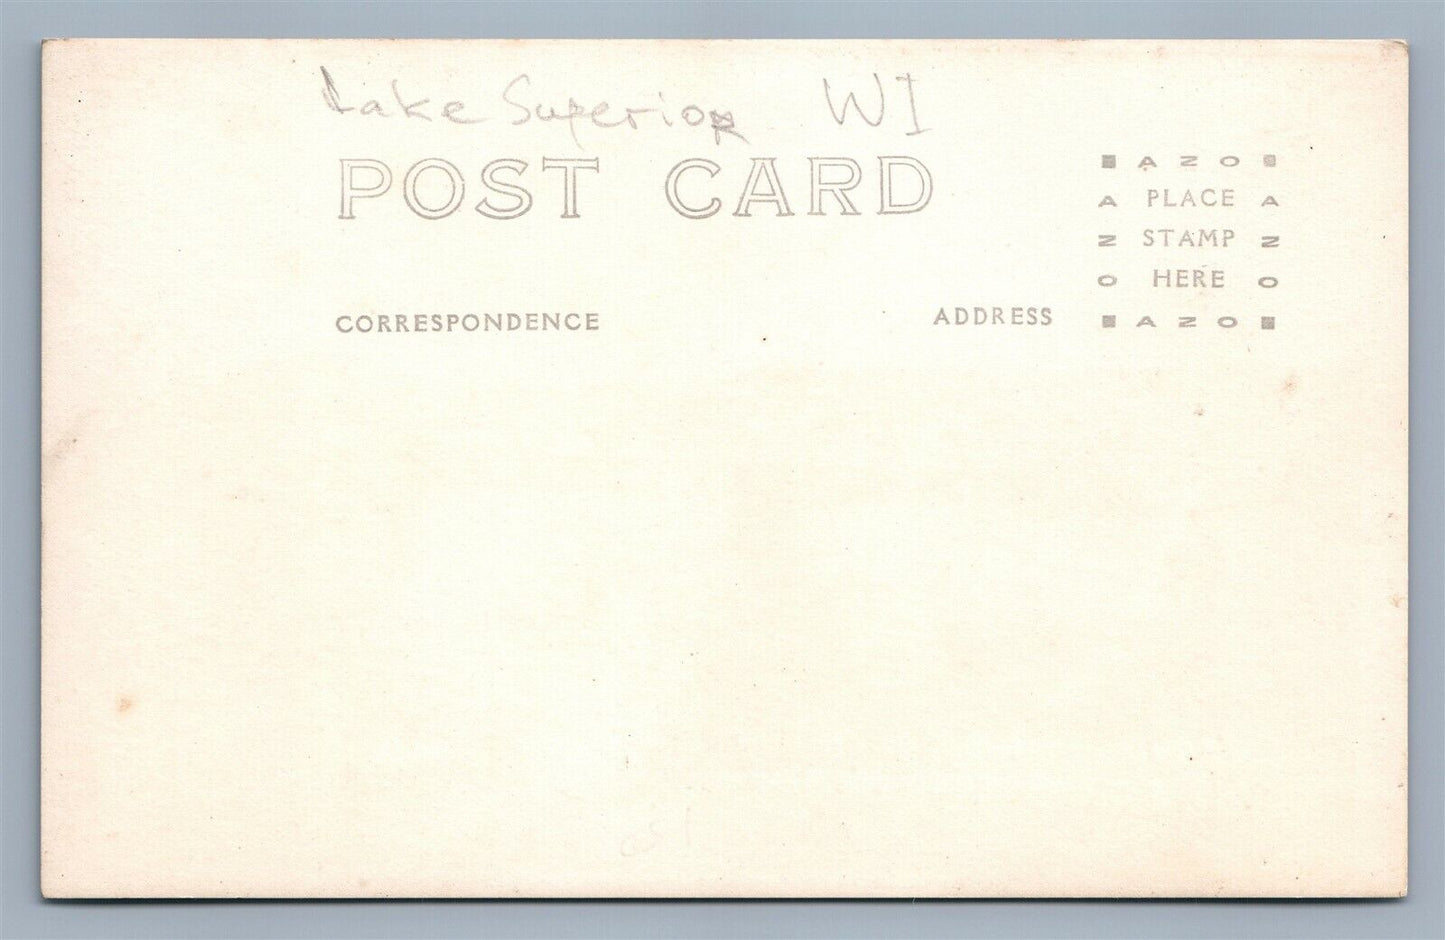 Lake Superior WI
POST CARD
AZO
A PLACE A
Z STAMP Z
O HERE O
AZO
CORRESPONDENCE
ADDRESS